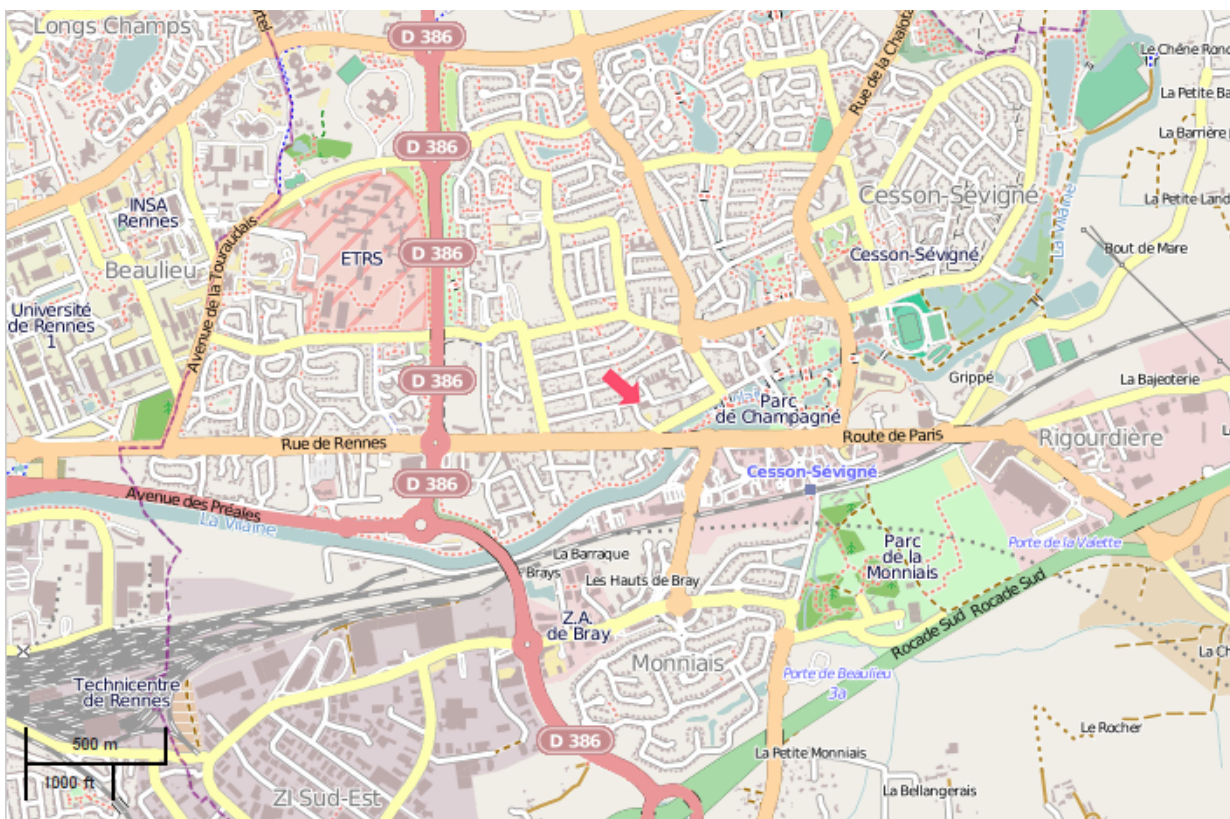 Longs Champs
D 386
Rue de la Chalotais
Le Chêne Rond
La Petite Ba
La Barrière
D 386
INSA
Rennes
Cesson-Sévigné
La Vilaine
La Petite Land
Avenue de la Touraudais
ETRS
D 386
Cesson-Sévigné
Bout de Mare
Beaulieu
Université
de Rennes
1
D 386
Grippé
La Bajeoterie
Parc
de Champagné
Rue de Rennes
Route de Paris
Rigourdière
Cesson-Sévigné
D 386
Avenue des Préales
La Vilaine
Parc
de la
Monniais
Porte de la Valette
La Barraque
Brays
Les Hauts de Bray
Rocade Sud Rocade Sud
Z.A.
de Bray
Monniais
Porte de Beaulieu
3a
La Ch
Technicentre
de Rennes
Le Rocher
500 m
D 386
La Petite Monniais
1000 ft
La Bellangerais
ZI Sud-Est